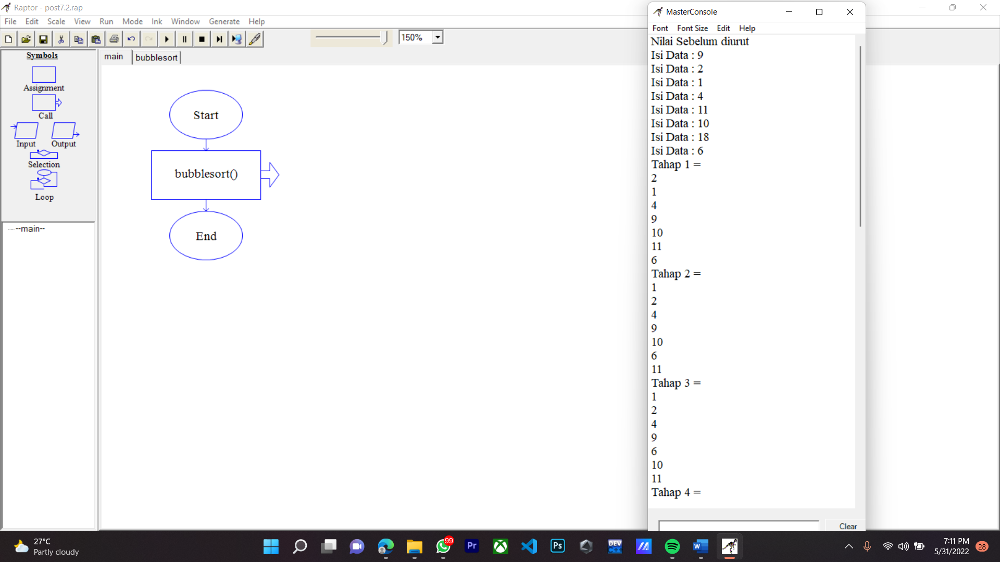 Raptor - post7.2.rap
File Edit Scale View Run Mode Ink Window Generate Help
150%
Symbols
Assignment
Call
Input Output
Selection
Loop
--main--
main bubblesort
Start
bubblesort()
End
MasterConsole
Font Font Size Edit Help
Nilai Sebelum diurut
Isi Data : 9
Isi Data : 2
Isi Data : 1
Isi Data : 4
Isi Data : 11
Isi Data : 10
Isi Data : 18
Isi Data : 6
Tahap 1 =
2
1
4
9
10
11
6
Tahap 2 =
1
2
4
9
10
6
11
Tahap 3 =
1
2
4
9
6
10
11
Tahap 4 =
Clear
27°C
Partly cloudy
99
Pr
Ps
DEV
C++
W
7:11 PM
5/31/2022
28